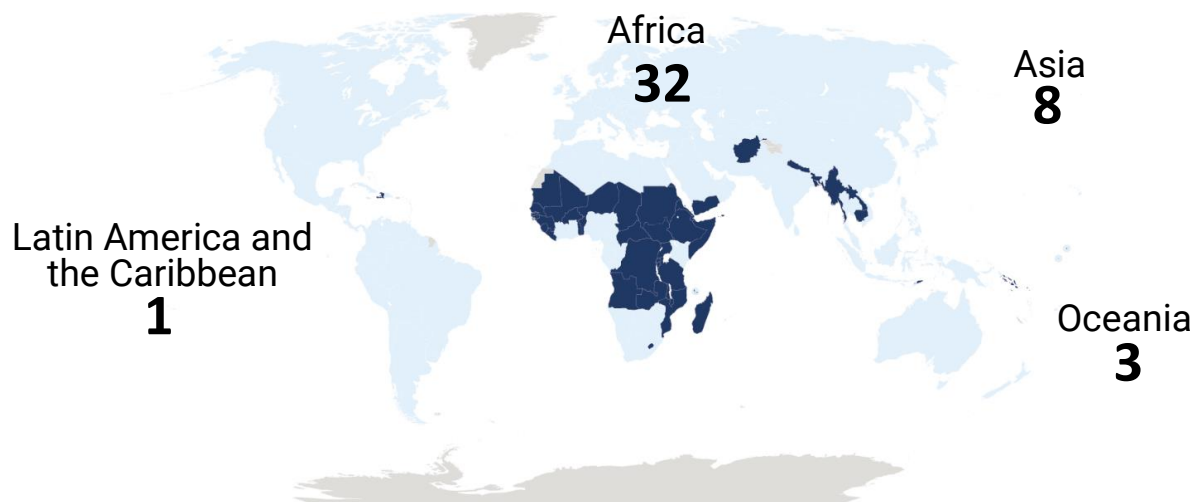 Africa
32
Asia
8
Latin America and
the Caribbean
1
Oceania
3